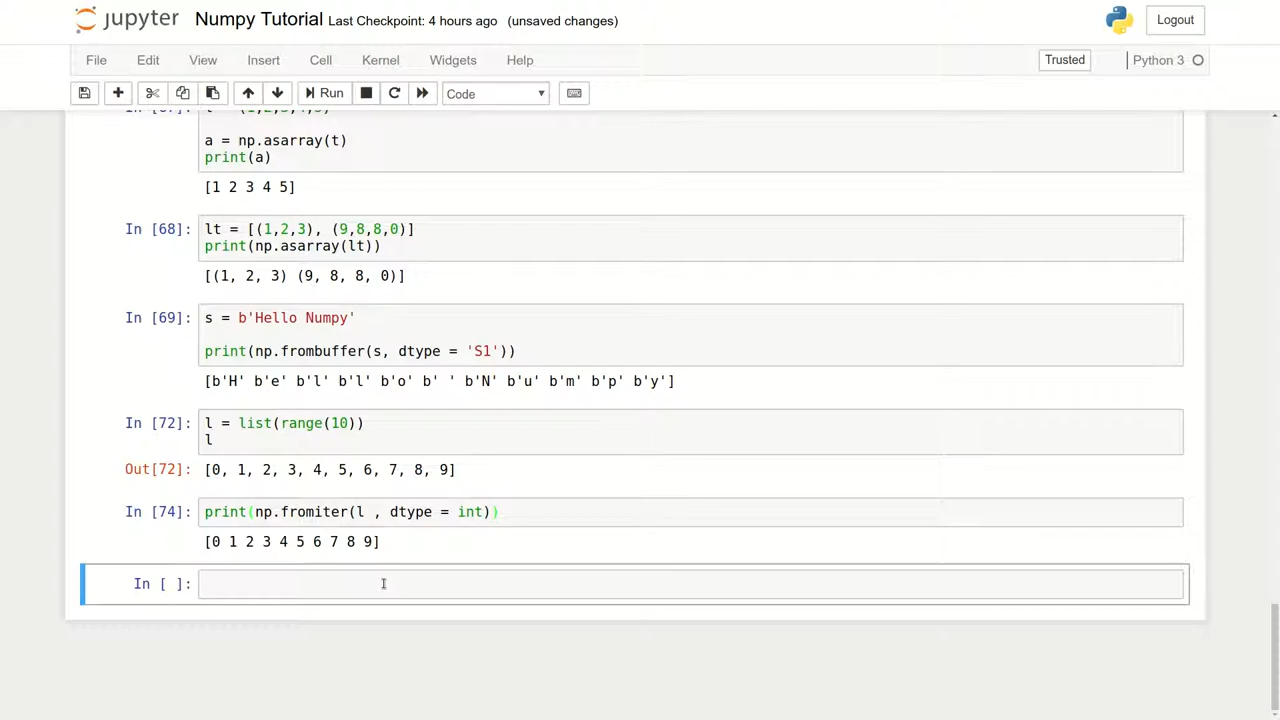 jupyter Numpy Tutorial Last Checkpoint: 4 hours ago (unsaved changes) Logout
File Edit View Insert Cell Kernel Widgets Help Trusted Python 3
Run Code
a = np.asarray(t)
print(a)
[1 2 3 4 5]
In [68]: lt = [(1,2,3), (9,8,8,0)]
print(np.asarray(lt))
[(1, 2, 3) (9, 8, 8, 0)]
In [69]: s = b'Hello Numpy'
print(np.frombuffer(s, dtype = 'S1'))
[b'H' b'e' b'l' b'l' b'o' b' ' b'N' b'u' b'm' b'p' b'y']
In [72]: l = list(range(10))
l
Out[72]: [0, 1, 2, 3, 4, 5, 6, 7, 8, 9]
In [74]: print(np.fromiter(l , dtype = int))
[0 1 2 3 4 5 6 7 8 9]
In [ ]: